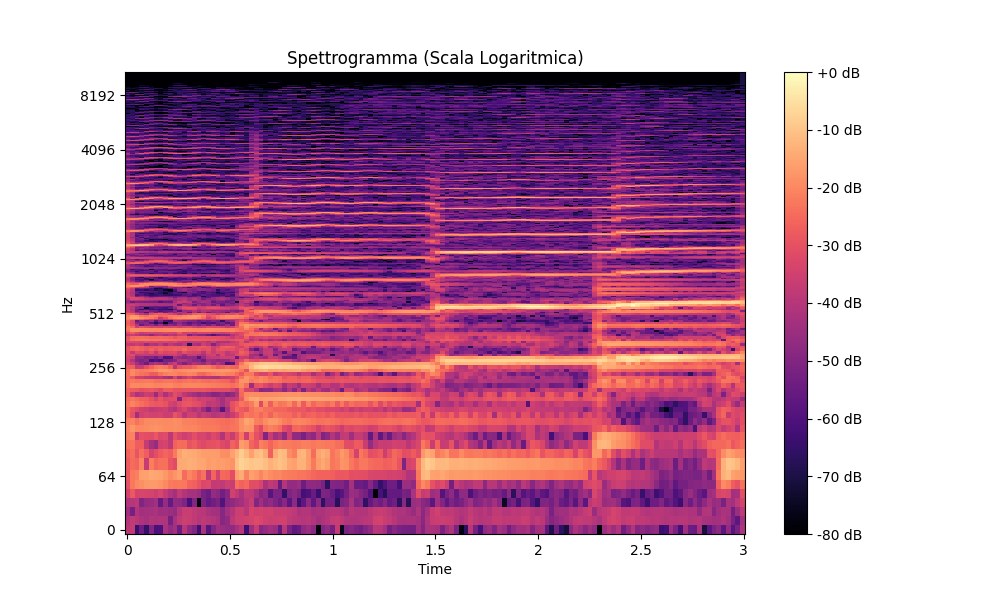 Spettrogramma (Scala Logaritmica)
Hz
8192
4096
2048
1024
512
256
128
64
0
0
0.5
1
1.5
2
2.5
3
Time
+0 dB
-10 dB
-20 dB
-30 dB
-40 dB
-50 dB
-60 dB
-70 dB
-80 dB